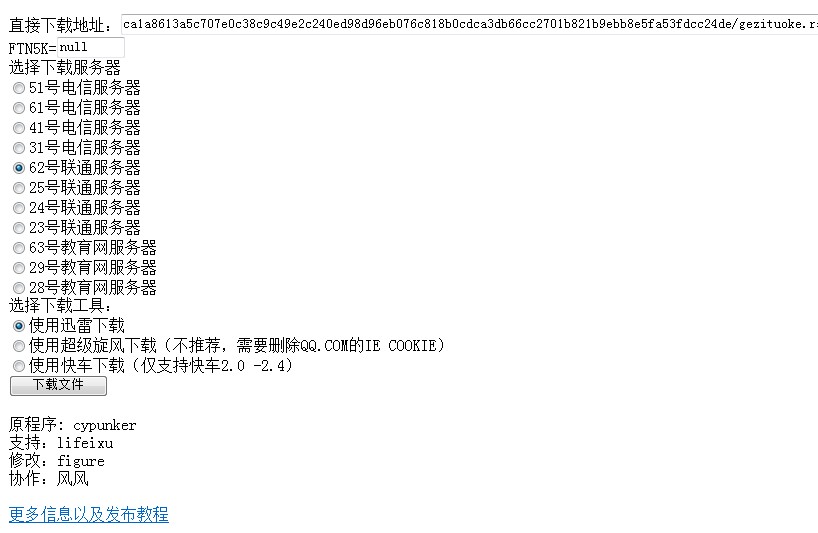 直接下载地址: ca1a8613a5c707e0c38c9c49e2c240ed98d96eb076c818b0cdca3db66cc2701b821b9ebb8e5fa53fdcc24de/gezituoke.r
FTN5K=null
选择下载服务器
51号电信服务器
61号电信服务器
41号电信服务器
31号电信服务器
62号联通服务器
25号联通服务器
24号联通服务器
23号联通服务器
63号教育网服务器
29号教育网服务器
28号教育网服务器
选择下载工具:
使用迅雷下载
使用超级旋风下载（不推荐，需要删除QQ.COM的IE COOKIE）
使用快车下载（仅支持快车2.0 -2.4）
下载文件
原程序: cypunker
支持: lifeixu
修改: figure
协作: 风风
更多信息以及发布教程